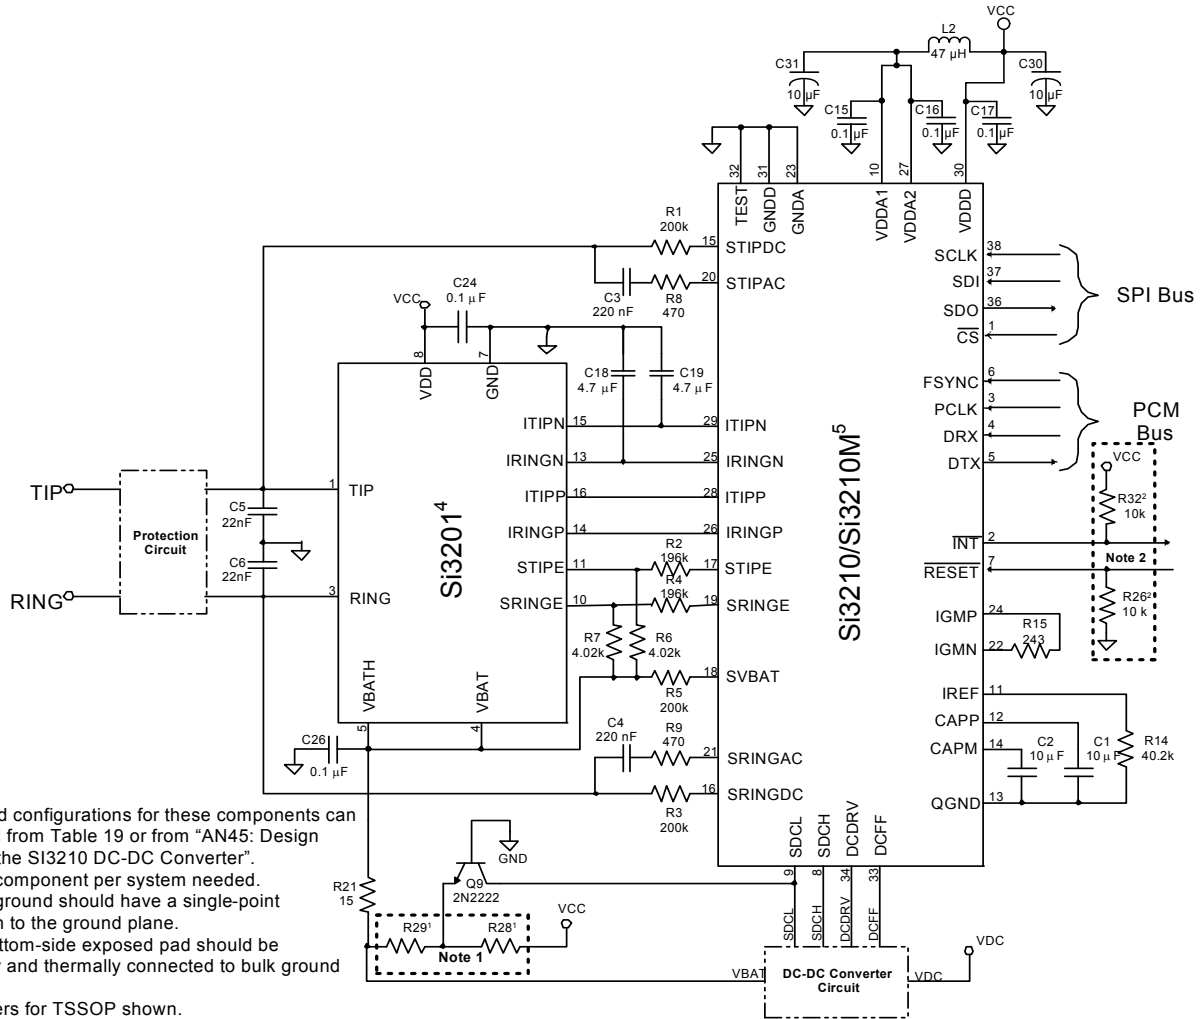 VCC
L2
47 µH
C31
10 µF
C30
10 µF
C15
0.1 µF
C16
0.1 µF
C17
0.1 µF
32
31
23
10
27
30
TEST
GNDD
GNDA
VDDA1
VDDA2
VDDD
R1
200k
15
STIPDC
C3
220 nF
R8
470
20
STIPAC
SCLK
38
SDI
37
SDO
36
CS
1
SPI Bus
FSYNC
6
PCLK
3
DRX
4
DTX
5
PCM
Bus
C24
0.1 µ F
VCC
8
7
VDD
GND
C18
4.7 µ F
C19
4.7 µ F
ITIPN
15
29
ITIPN
IRINGN
13
25
IRINGN
ITIPP
16
28
ITIPP
IRINGP
14
26
IRINGP
STIPE
11
R2
196k
17
STIPE
SRINGE
10
R4
196k
19
SRINGE
R7
4.02k
R6
4.02k
R5
200k
18
SVBAT
Si3201⁴
Si3210/Si3210M⁵
TIP
Protection
Circuit
C5
22nF
C6
22nF
1
TIP
RING
3
RING
VBATH
VBAT
5
4
VCC
R32²
10k
INT
2
Note 2
RESET
7
R26²
10 k
IGMP
24
R15
243
IGMN
22
IREF
11
CAPP
12
CAPM
14
C2
10 µ F
C1
10 µ F
R14
40.2k
QGND
13
C26
0.1 µF
C4
220 nF
R9
470
21
SRINGAC
16
SRINGDC
R3
200k
SDCL
SDCH
DCDRV
DCFF
9
8
34
33
SDCL
SDCH
DCDRV
DCFF
GND
Q9
2N2222
R21
15
R29¹
R28¹
Note 1
VCC
VBAT
DC-DC Converter
Circuit
VDC
VDC
d configurations for these components can
from Table 19 or from “AN45: Design
the SI3210 DC-DC Converter”.
component per system needed.
ground should have a single-point
n to the ground plane.
ttom-side exposed pad should be
and thermally connected to bulk ground
ers for TSSOP shown.